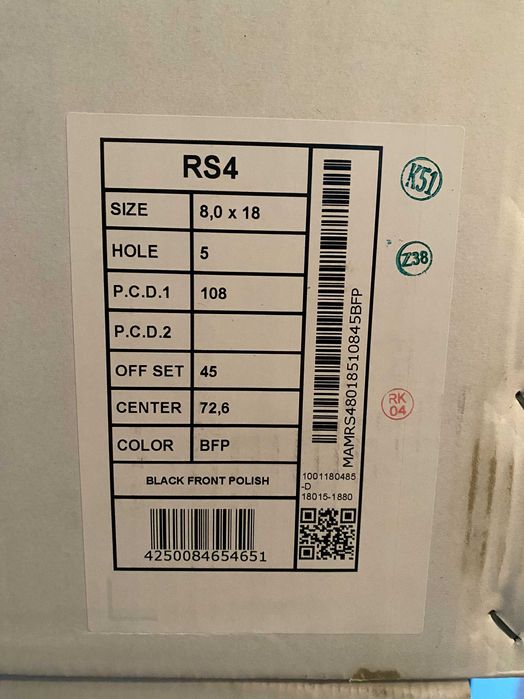 RS4
SIZE 8,0 x 18
HOLE 5
P.C.D.1 108
P.C.D.2
OFF SET 45
CENTER 72,6
COLOR BFP
BLACK FRONT POLISH
4250084654651
MAMRS48018510845BFP
1001180485
-D
18015-1880
K51
Z38
RK
04